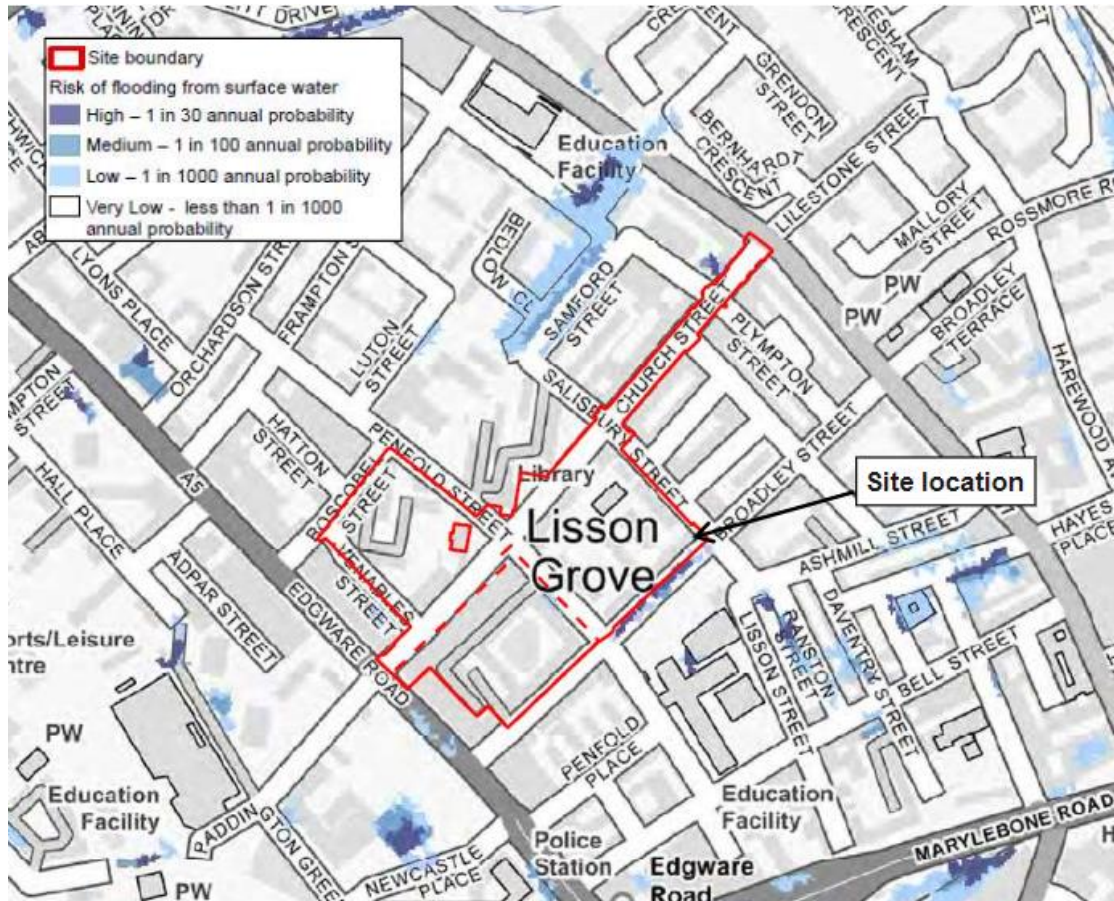 Site boundary
Risk of flooding from surface water
High – 1 in 30 annual probability
Medium – 1 in 100 annual probability
Low – 1 in 1000 annual probability
Very Low - less than 1 in 1000
annual probability
DRIVE
CRESCENT
GRENDON
STREET
BERNHARDT
CRESCENT
LILESTONE STREET
MALLORY
STREET
ROSSMORE
Education
Facility
PW
PW
BROADLEY
TERRACE
HAREWOOD
LYONS PLACE
ORCHARDSON
FRAMPTON
LUTON
STREET
BEDLOW CL
SAMFORD
STREET
CHURCH STREET
PLYMPTON
STREET
SALISBURY STREET
BROADLEY STREET
HATTON
STREET
PENFOLD STREET
BOSCOBEL
STREET
VENABLES
STREET
Library
Lisson
Grove
Site location
A5
EDGWARE ROAD
HALL PLACE
ADPAR STREET
STREET
ASHMILL STREET
PLACE
LISSON STREET
RANSTON
STREET
DAVENTRY STREET
BELL STREET
PENFOLD
PLACE
PW
Education
Facility
PW
PADDINGTON GREEN
NEWCASTLE
PLACE
Police
Station
Edgware
Road
Education
Facility
MARYLEBONE ROAD